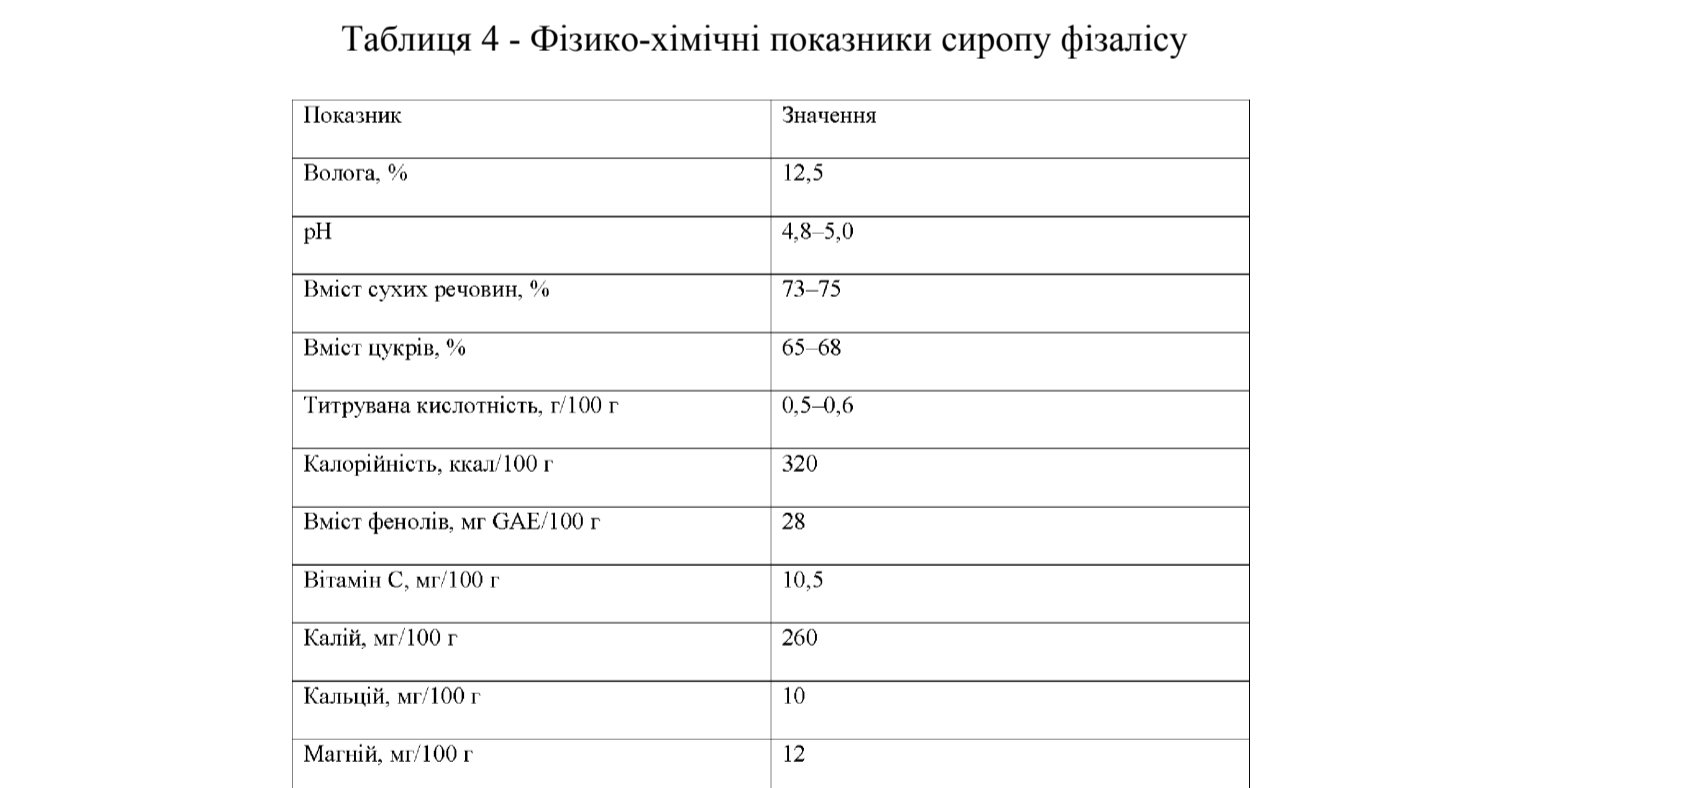 Таблиця 4 - Фізико-хімічні показники сиропу фізалісу
Показник Значення
Волога, % 12,5
pH 4,8–5,0
Вміст сухих речовин, % 73–75
Вміст цукрів, % 65–68
Титрувана кислотність, г/100 г 0,5–0,6
Калорійність, ккал/100 г 320
Вміст фенолів, мг GAE/100 г 28
Вітамін С, мг/100 г 10,5
Калій, мг/100 г 260
Кальцій, мг/100 г 10
Магній, мг/100 г 12